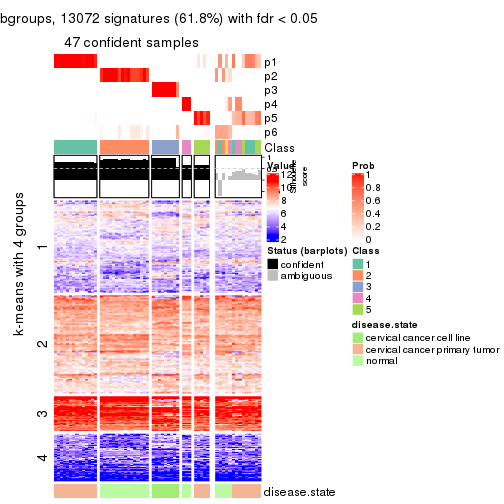 bgroups, 13072 signatures (61.8%) with fdr < 0.05
47 confident samples
p1
p2
p3
p4
p5
p6
Class
1
Value
12
10
8
6
4
2
Silhouette
score
Prob
1
0.8
0.6
0.4
0.2
0
Status (barplots)
confident
ambiguous
Class
1
2
3
4
5
disease.state
cervical cancer cell line
cervical cancer primary tumor
normal
k-means with 4 groups
1
2
3
4
disease.state